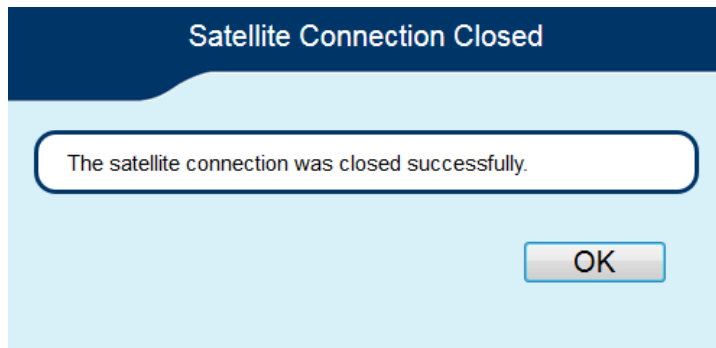 Satellite Connection Closed
The satellite connection was closed successfully.
OK